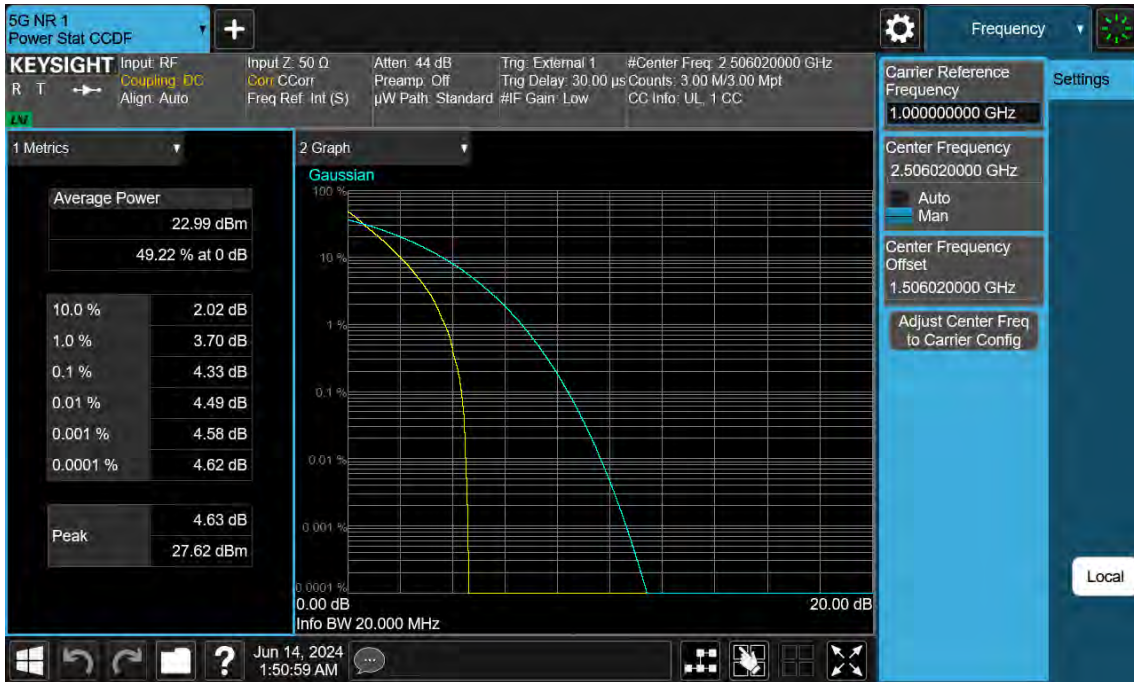 5G NR 1
Power Stat CCDF
Frequency
KEYSIGHT
R T
Input: RF
Coupling: DC
Align: Auto
Input Z: 50 Ω
Corr CCorr
Freq Ref: Int (S)
Atten: 44 dB
Preamp: Off
µW Path: Standard
Trig: External 1
Trig Delay: 30.00 µs
#IF Gain: Low
#Center Freq: 2.506020000 GHz
Counts: 3.00 M/3.00 Mpt
CC Info: UL, 1 CC
1 Metrics
Average Power
22.99 dBm
49.22 % at 0 dB
10.0 % 2.02 dB
1.0 % 3.70 dB
0.1 % 4.33 dB
0.01 % 4.49 dB
0.001 % 4.58 dB
0.0001 % 4.62 dB
Peak
4.63 dB
27.62 dBm
2 Graph
Gaussian
100 %
10 %
1 %
0.1 %
0.01 %
0.001 %
0.0001 %
0.00 dB 20.00 dB
Info BW 20.000 MHz
Carrier Reference
Frequency
1.000000000 GHz
Center Frequency
2.506020000 GHz
Auto
Man
Center Frequency
Offset
1.506020000 GHz
Adjust Center Freq
to Carrier Config
Settings
Local
?
Jun 14, 2024
1:50:59 AM